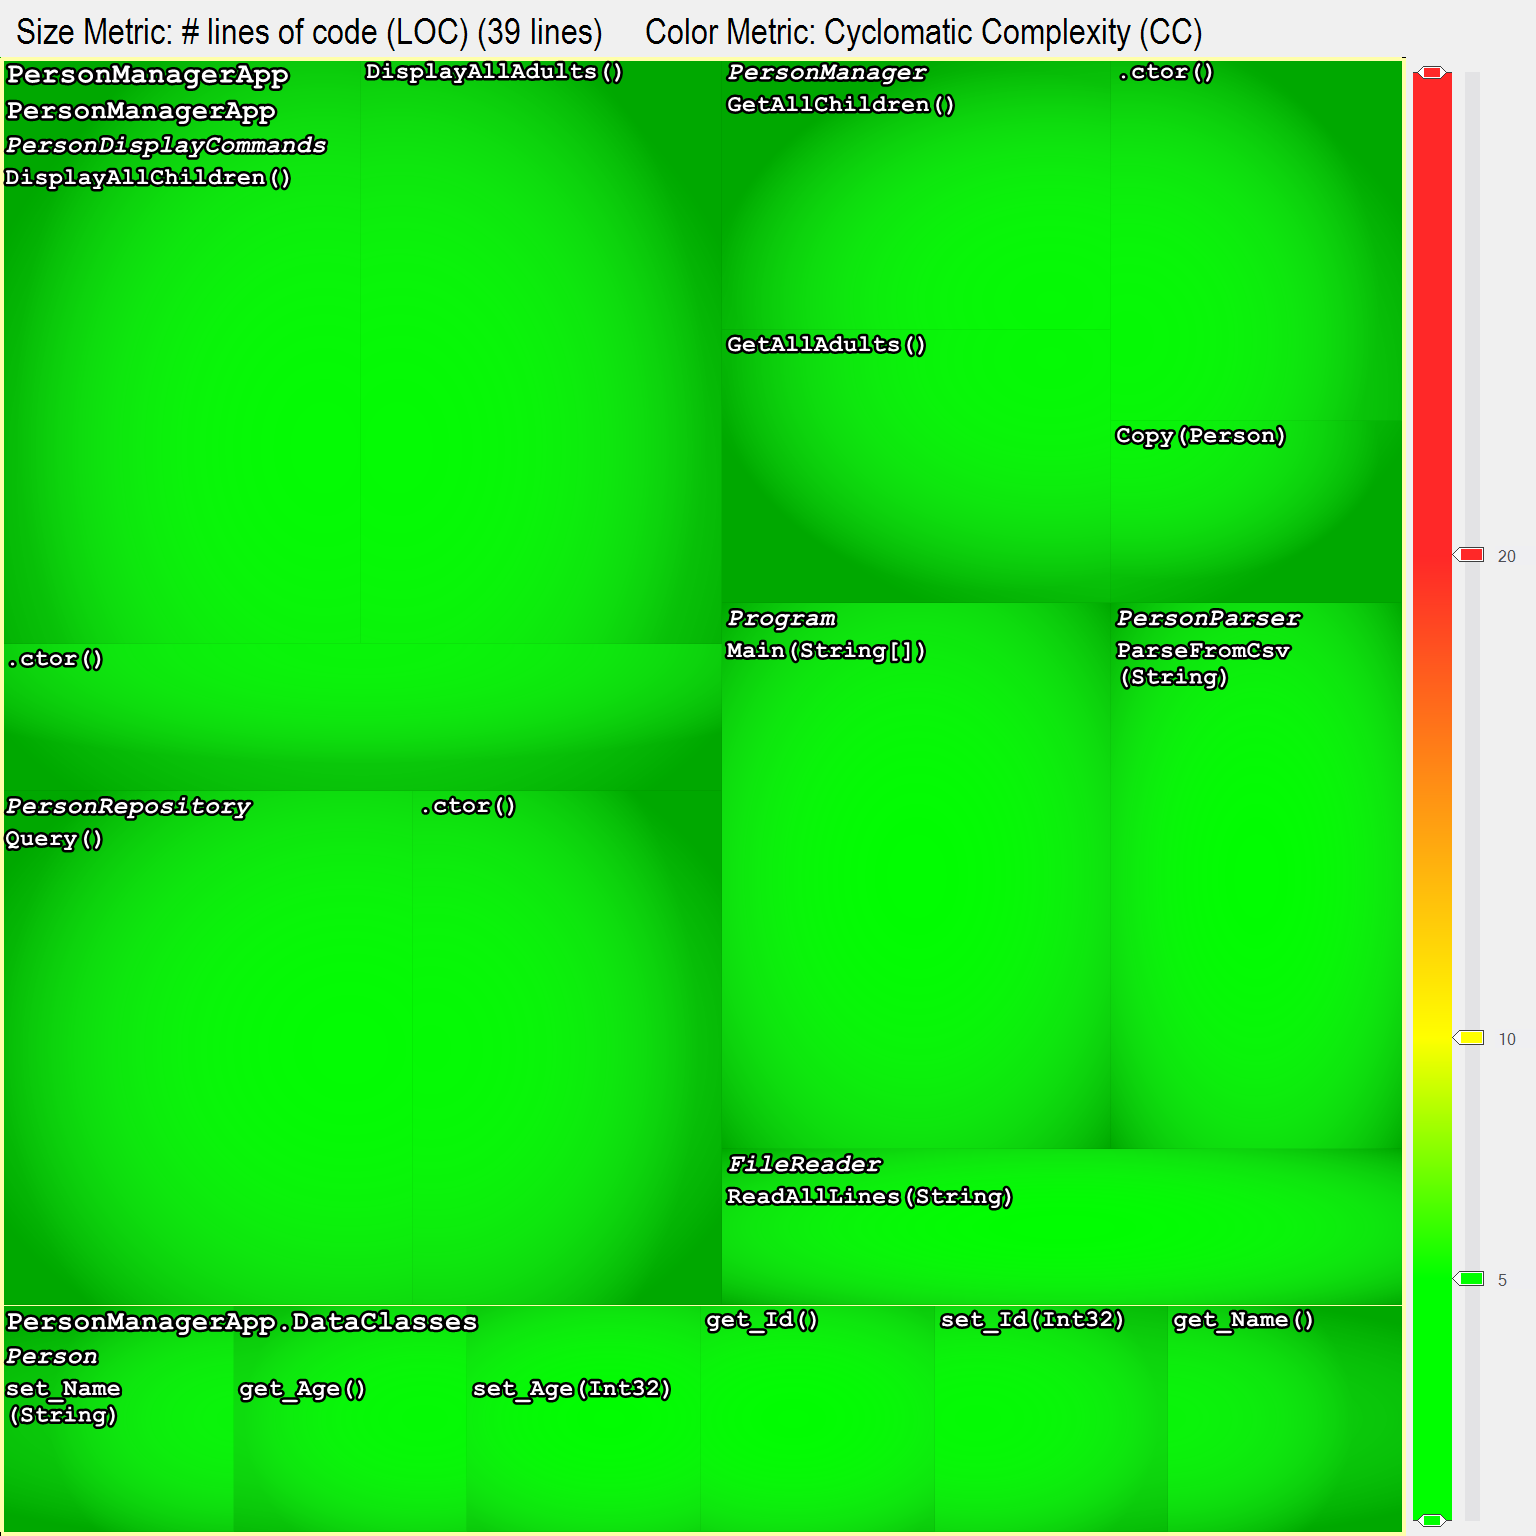 Size Metric: # lines of code (LOC) (39 lines) Color Metric: Cyclomatic Complexity (CC)
PersonManagerApp
PersonManagerApp
PersonDisplayCommands
DisplayAllChildren()
DisplayAllAdults()
.ctor()
PersonManager
GetAllChildren()
.ctor()
GetAllAdults()
Copy(Person)
Program
Main(String[])
PersonParser
ParseFromCsv
(String)
PersonRepository
Query()
.ctor()
FileReader
ReadAllLines(String)
PersonManagerApp.DataClasses
Person
set_Name
(String)
get_Age()
set_Age(Int32)
get_Id()
set_Id(Int32)
get_Name()
20
10
5